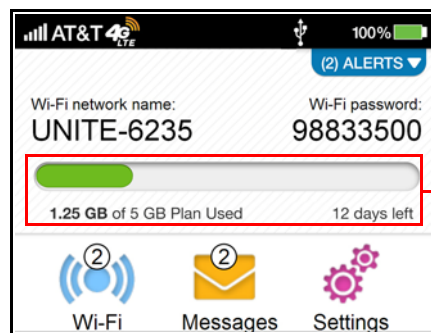 AT&T 4G LTE 100%
(2) ALERTS
Wi-Fi network name: Wi-Fi password:
UNITE-6235 98833500
1.25 GB of 5 GB Plan Used 12 days left
2 2
Wi-Fi Messages Settings